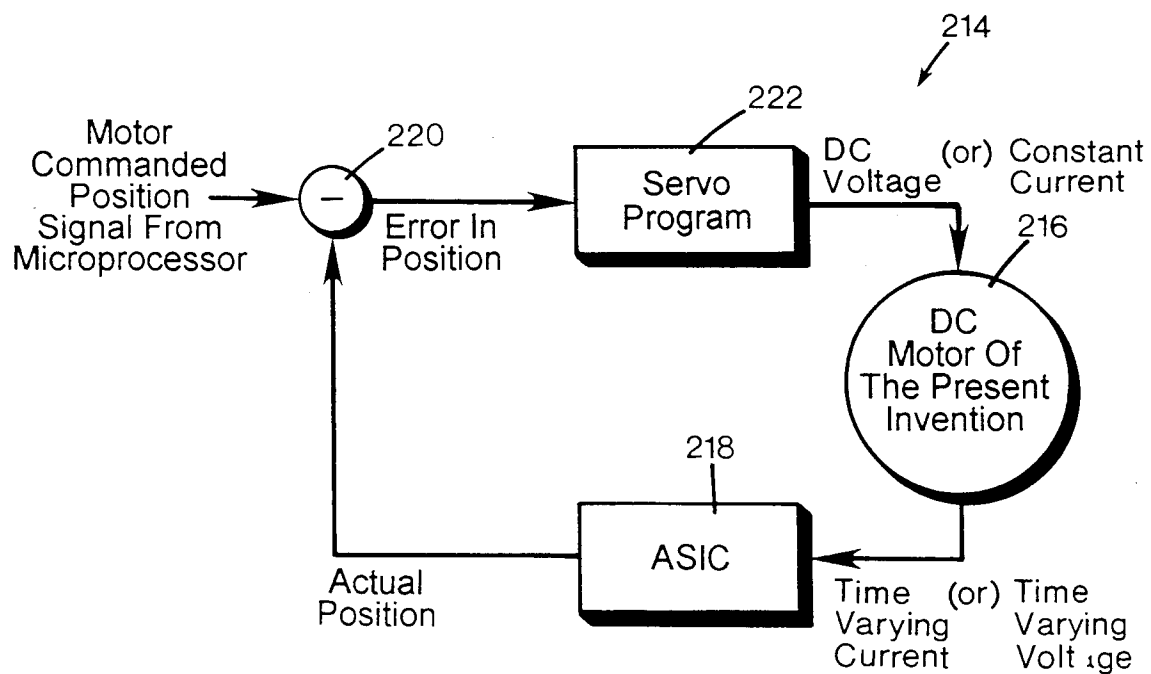 214
222
220
Motor
Commanded
Position
Signal From
Microprocessor
−
Error In
Position
Servo
Program
DC (or) Constant
Voltage Current
216
DC
Motor Of
The Present
Invention
218
ASIC
Actual
Position
Time (or) Time
Varying Varying
Current Voltage